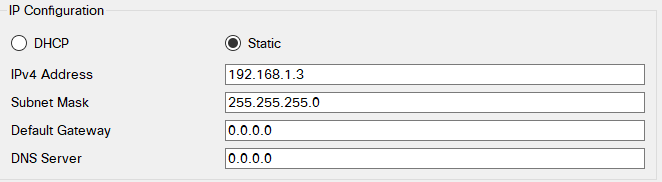 IP Configuration
DHCP Static
IPv4 Address 192.168.1.3
Subnet Mask 255.255.255.0
Default Gateway 0.0.0.0
DNS Server 0.0.0.0